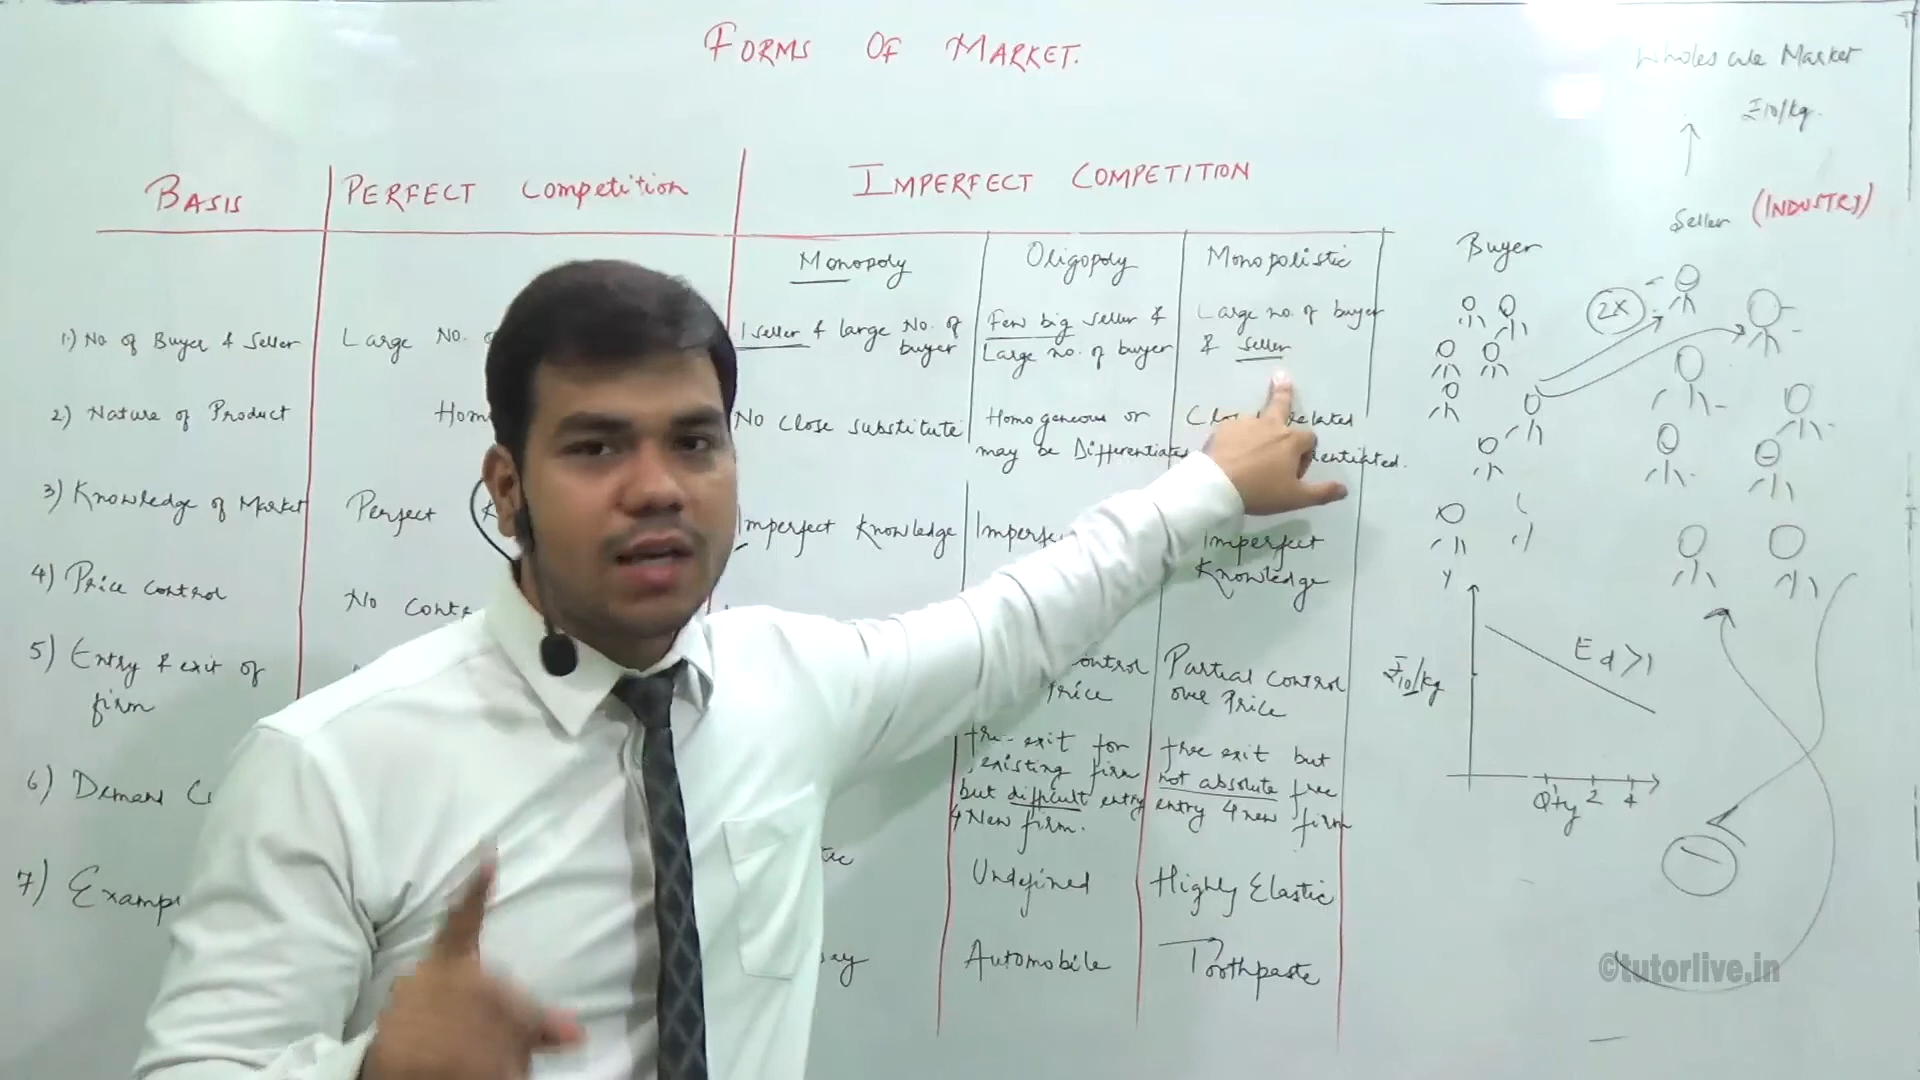 FORMS OF MARKET.
Wholesale Market
₹10/kg.
Seller (INDUSTRY)
BASIS
PERFECT Competition
IMPERFECT COMPETITION
Monopoly
Oligopoly
Monopolistic
Buyer
2X
1) No of Buyer & Seller
Large No.
1 Seller & large No. of
buyer
Few big seller &
Large no. of buyer
Large no. of buyer
& Seller
2) Nature of Product
No Close substitute
Homogeneous or
may be Differentiated
3) Knowledge of Market
Perfect
Imperfect Knowledge
Imperfect
Knowledge
4) Price control
No
5) Entry & exit of
firm
Price
Partial control
over Price
exit for
existing firm
but difficult entry
4 New firm.
free exit but
not absolute free
entry 4 new firm
6) Demand
Undefined
Highly Elastic
7)
Automobile
Toothpaste
Y
Ed>1
₹10/kg
Qty 2 4
©tutorlive.in